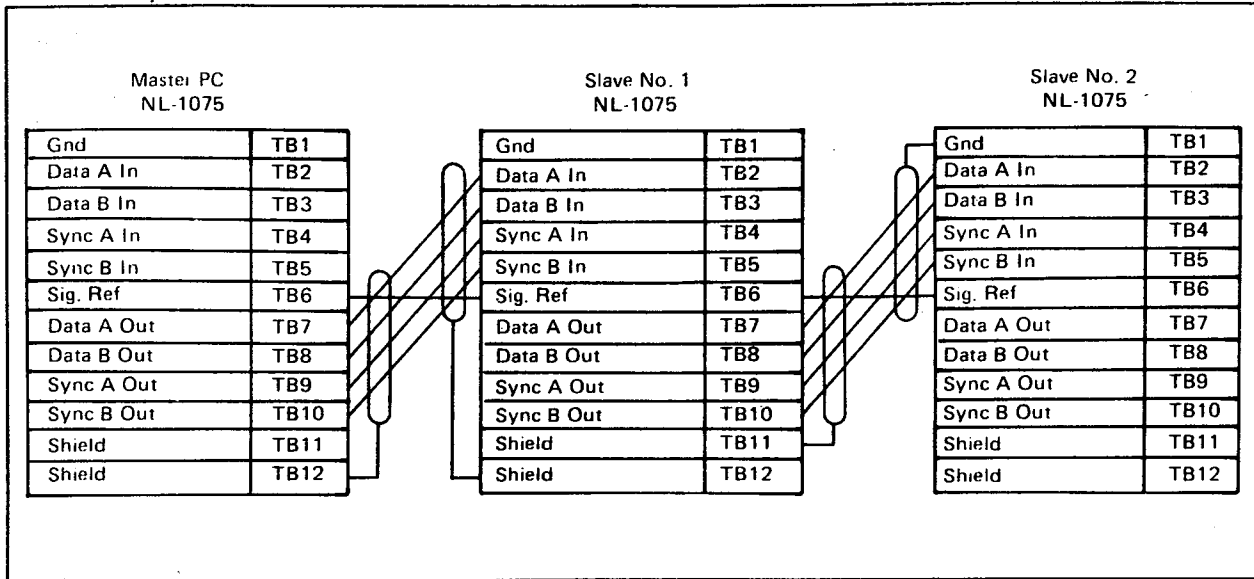 Master PC
NL-1075
Gnd TB1
Data A In TB2
Data B In TB3
Sync A In TB4
Sync B In TB5
Sig. Ref TB6
Data A Out TB7
Data B Out TB8
Sync A Out TB9
Sync B Out TB10
Shield TB11
Shield TB12
Slave No. 1
NL-1075
Gnd TB1
Data A In TB2
Data B In TB3
Sync A In TB4
Sync B In TB5
Sig. Ref TB6
Data A Out TB7
Data B Out TB8
Sync A Out TB9
Sync B Out TB10
Shield TB11
Shield TB12
Slave No. 2
NL-1075
Gnd TB1
Data A In TB2
Data B In TB3
Sync A In TB4
Sync B In TB5
Sig. Ref TB6
Data A Out TB7
Data B Out TB8
Sync A Out TB9
Sync B Out TB10
Shield TB11
Shield TB12